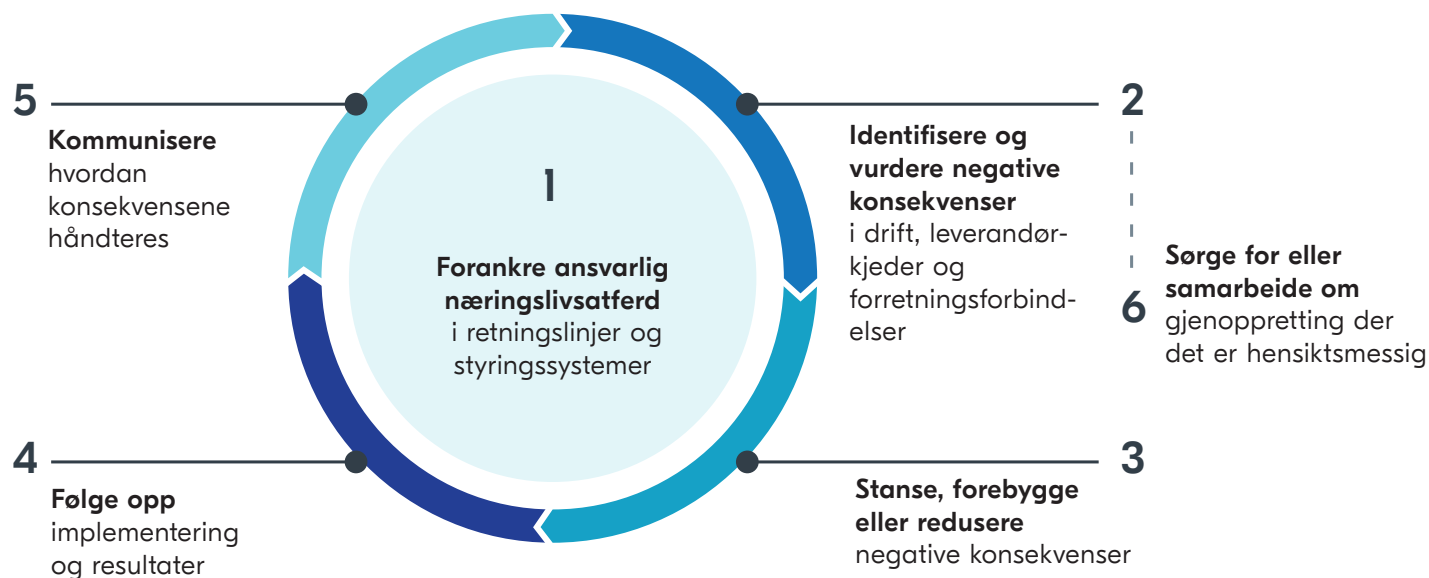 1
Forankre ansvarlig
næringslivsatferd
i retningslinjer og
styringssystemer
2
Identifisere og
vurdere negative
konsekvenser
i drift, leverandør-
kjeder og
forretningsforbind-
elser
6
Sørge for eller
samarbeide om
gjenoppretting der
det er hensiktsmessig
3
Stanse, forebygge
eller redusere
negative konsekvenser
4
Følge opp
implementering
og resultater
5
Kommunisere
hvordan
konsekvensene
håndteres